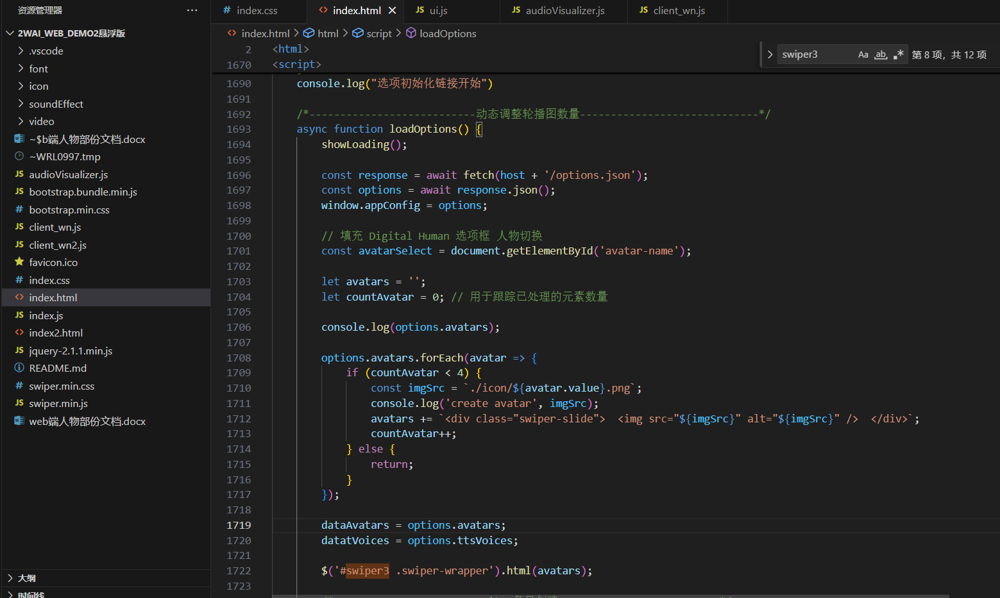 资源管理器
···
2WAI_WEB_DEMO2悬浮版
.vscode
font
icon
soundEffect
video
~$b端人物部份文档.docx
~WRL0997.tmp
JS audioVisualizer.js
JS bootstrap.bundle.min.js
# bootstrap.min.css
JS client_wn.js
JS client_wn2.js
favicon.ico
# index.css
<> index.html
JS index.js
<> index2.html
JS jquery-2.1.1.min.js
README.md
# swiper.min.css
JS swiper.min.js
web端人物部份文档.docx
大纲
时间线
# index.css
<> index.html
JS ui.js
JS audioVisualizer.js
JS client_wn.js
<> index.html > html > script > loadOptions
swiper3 Aa ab .* 第 8 项，共 12 项
2 <html>
1670 <script>
1690 console.log("选项初始化链接开始")
1691
1692 /*---------------------------动态调整轮播图数量-----------------------------*/
1693 async function loadOptions() {
1694 showLoading();
1695
1696 const response = await fetch(host + '/options.json');
1697 const options = await response.json();
1698 window.appConfig = options;
1699
1700 // 填充 Digital Human 选项框 人物切换
1701 const avatarSelect = document.getElementById('avatar-name');
1702
1703 let avatars = '';
1704 let countAvatar = 0; // 用于跟踪已处理的元素数量
1705
1706 console.log(options.avatars);
1707
1708 options.avatars.forEach(avatar => {
1709 if (countAvatar < 4) {
1710 const imgSrc = `./icon/${avatar.value}.png`;
1711 console.log('create avatar', imgSrc);
1712 avatars += `<div class="swiper-slide">  <img src="${imgSrc}" alt="${imgSrc}" />  </div>`;
1713 countAvatar++;
1714 } else {
1715 return;
1716 }
1717 });
1718
1719 dataAvatars = options.avatars;
1720 datatVoices = options.ttsVoices;
1721
1722 $('#swiper3 .swiper-wrapper').html(avatars);
1723